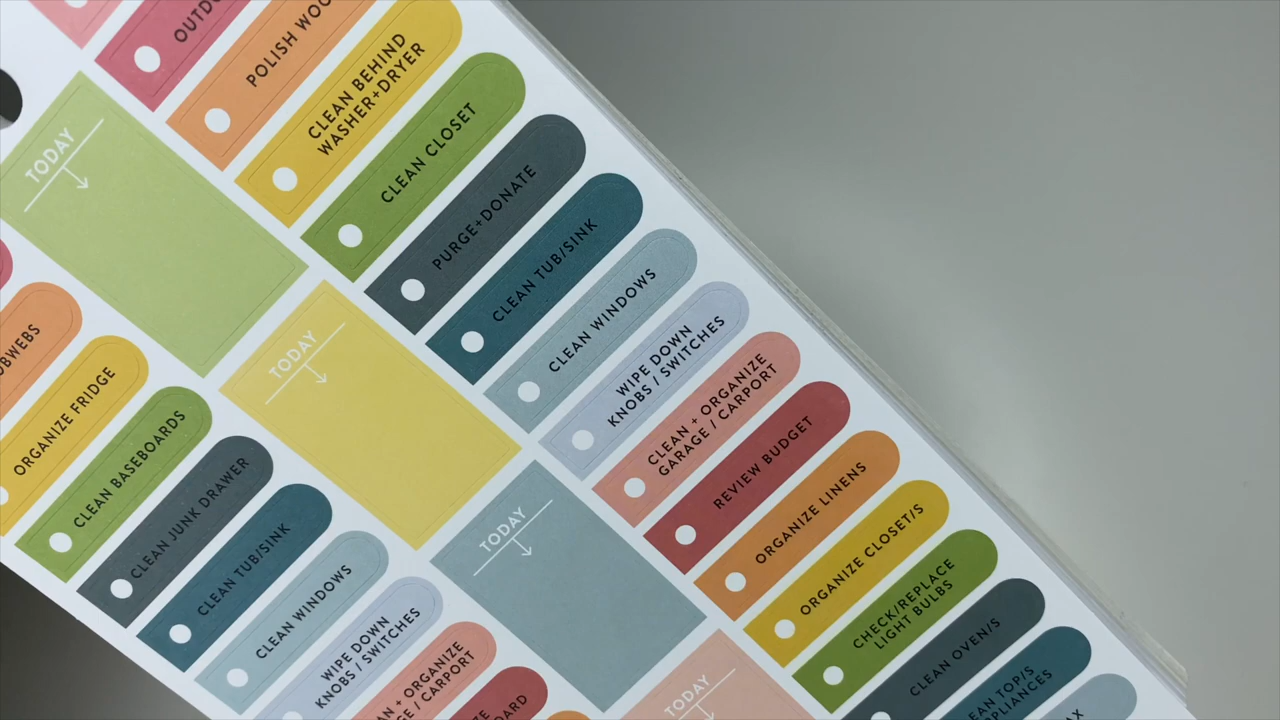 POLISH
CLEAN BEHIND
WASHER+DRYER
CLEAN CLOSET
PURGE+DONATE
CLEAN TUB/SINK
CLEAN WINDOWS
WIPE DOWN
KNOBS / SWITCHES
CLEAN + ORGANIZE
GARAGE / CARPORT
REVIEW BUDGET
ORGANIZE LINENS
ORGANIZE CLOSET/S
CHECK/REPLACE
LIGHT BULBS
CLEAN OVEN/S
TODAY
TODAY
TODAY
TODAY
ORGANIZE FRIDGE
CLEAN BASEBOARDS
CLEAN JUNK DRAWER
CLEAN TUB/SINK
CLEAN WINDOWS
WIPE DOWN
KNOBS / SWITCHES
+ ORGANIZE
/ CARPORT